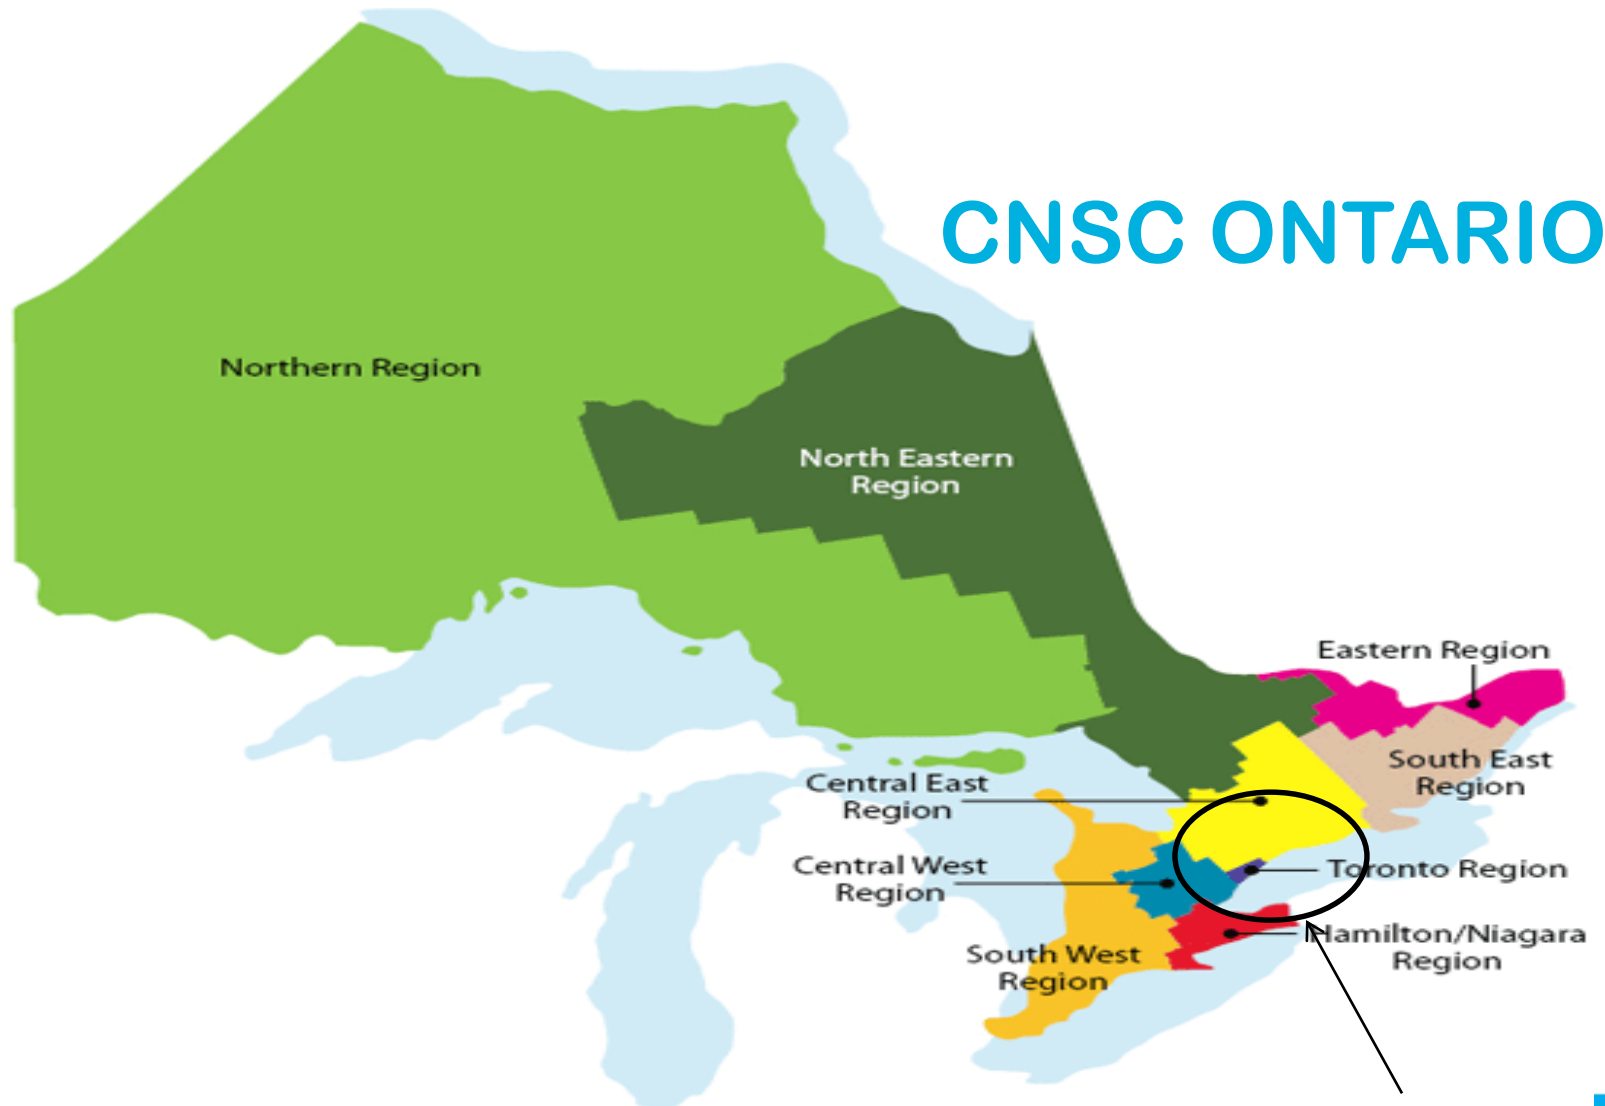 CNSC ONTARIO
Northern Region
North Eastern
Region
Eastern Region
South East
Region
Central East
Region
Central West
Region
Toronto Region
Hamilton/Niagara
Region
South West
Region